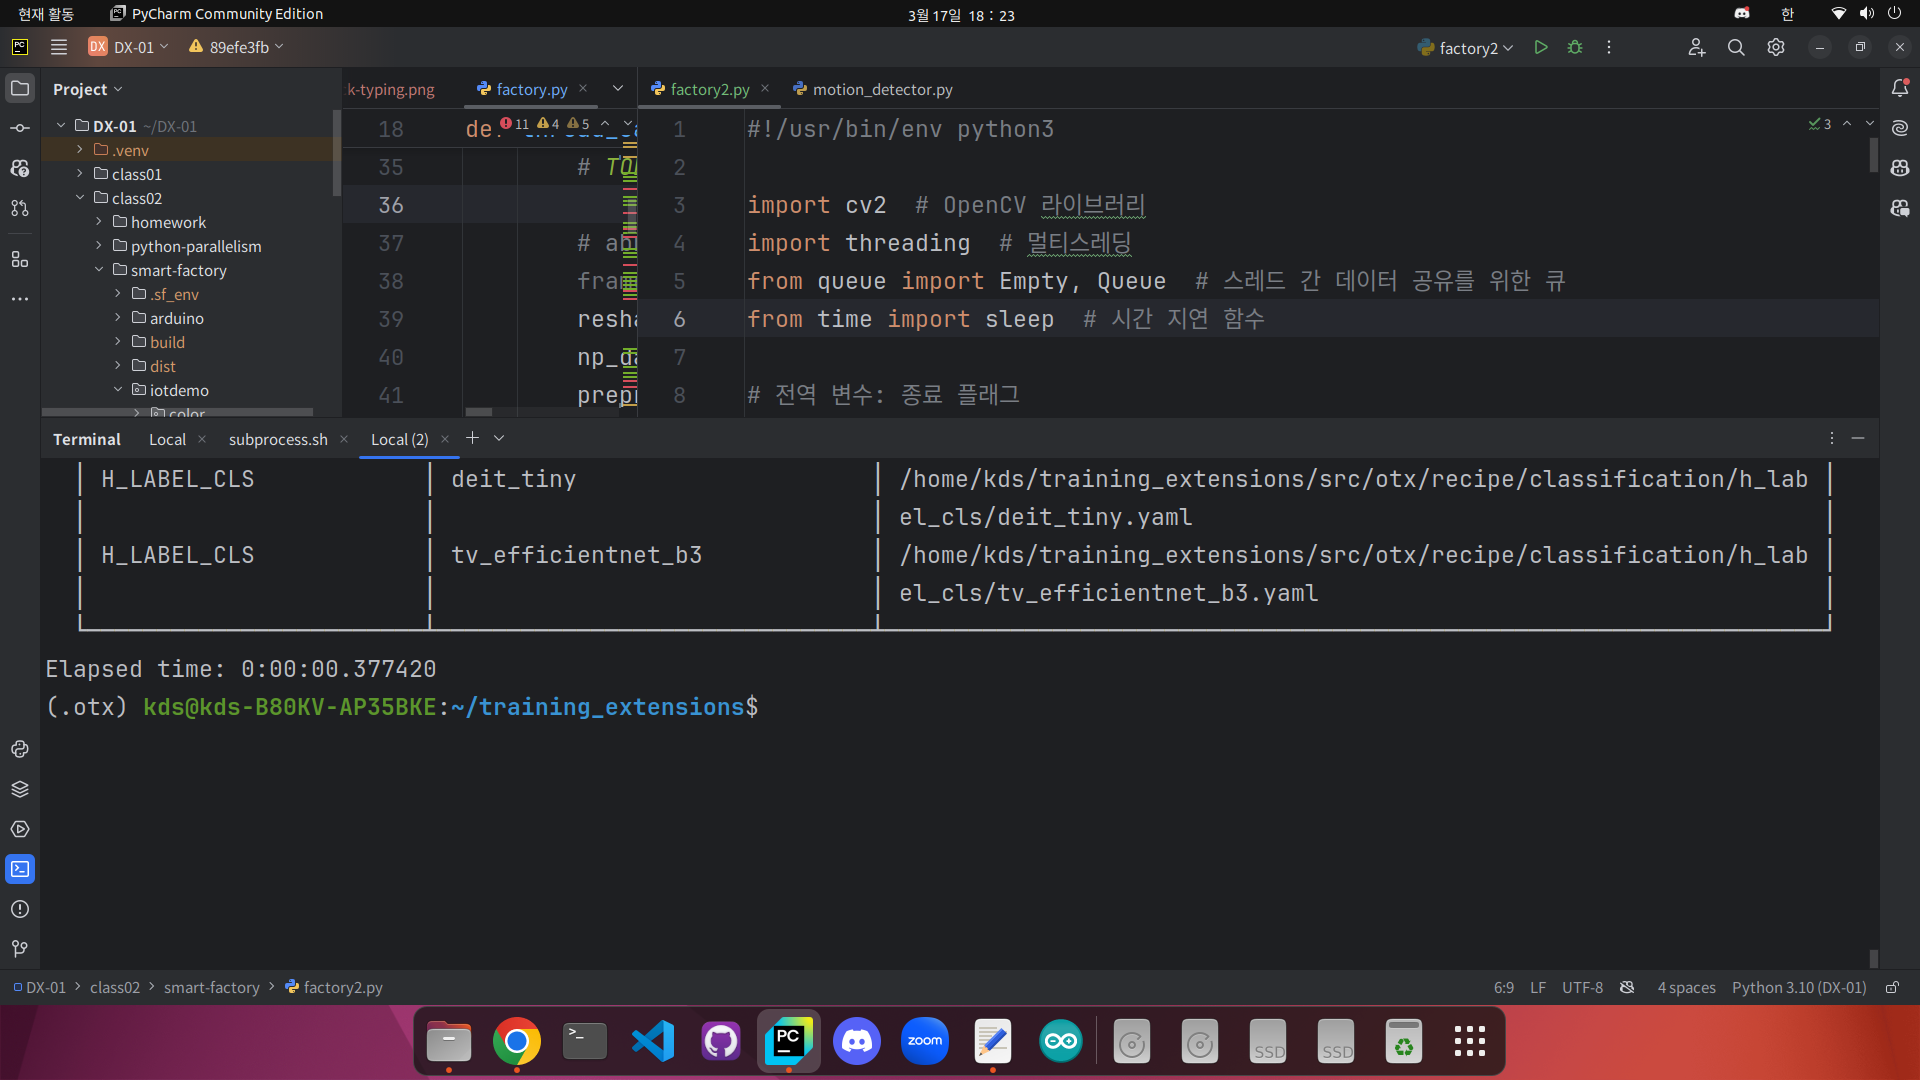 현재 활동
PyCharm Community Edition
3월 17일 18 : 23
한
DX
DX-01
89efe3fb
factory2
Project
k-typing.png
factory.py
factory2.py
motion_detector.py
DX-01 ~/DX-01
.venv
class01
class02
homework
python-parallelism
smart-factory
.sf_env
arduino
build
dist
iotdemo
color
11 4 5
18
35 # TO
36
37 # ab
38 fram
39 resha
40 np_da
41 prepr
3
1 #!/usr/bin/env python3
2
3 import cv2 # OpenCV 라이브러리
4 import threading # 멀티스레딩
5 from queue import Empty, Queue # 스레드 간 데이터 공유를 위한 큐
6 from time import sleep # 시간 지연 함수
7
8 # 전역 변수: 종료 플래그
Terminal
Local
subprocess.sh
Local (2)
H_LABEL_CLS deit_tiny /home/kds/training_extensions/src/otx/recipe/classification/h_lab
el_cls/deit_tiny.yaml
H_LABEL_CLS tv_efficientnet_b3 /home/kds/training_extensions/src/otx/recipe/classification/h_lab
el_cls/tv_efficientnet_b3.yaml
Elapsed time: 0:00:00.377420
(.otx) kds@kds-B80KV-AP35BKE:~/training_extensions$
DX-01 > class02 > smart-factory > factory2.py
6:9
LF
UTF-8
4 spaces
Python 3.10 (DX-01)
PC
zoom
SSD
SSD